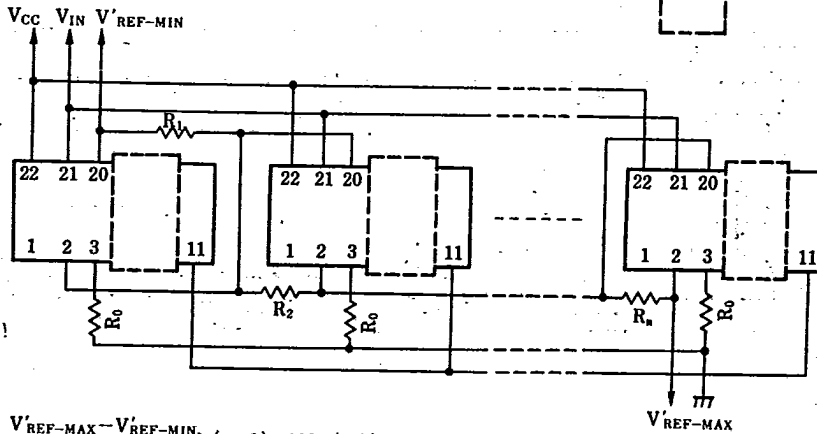 VCC VIN V'REF-MIN
R1
22 21 20
22 21 20
22 21 20
1 2 3 11
1 2 3 11
1 2 3 11
R2
Rn
R0
R0
R0
V'REF-MAX
V'REF-MAX−V'REF-MIN